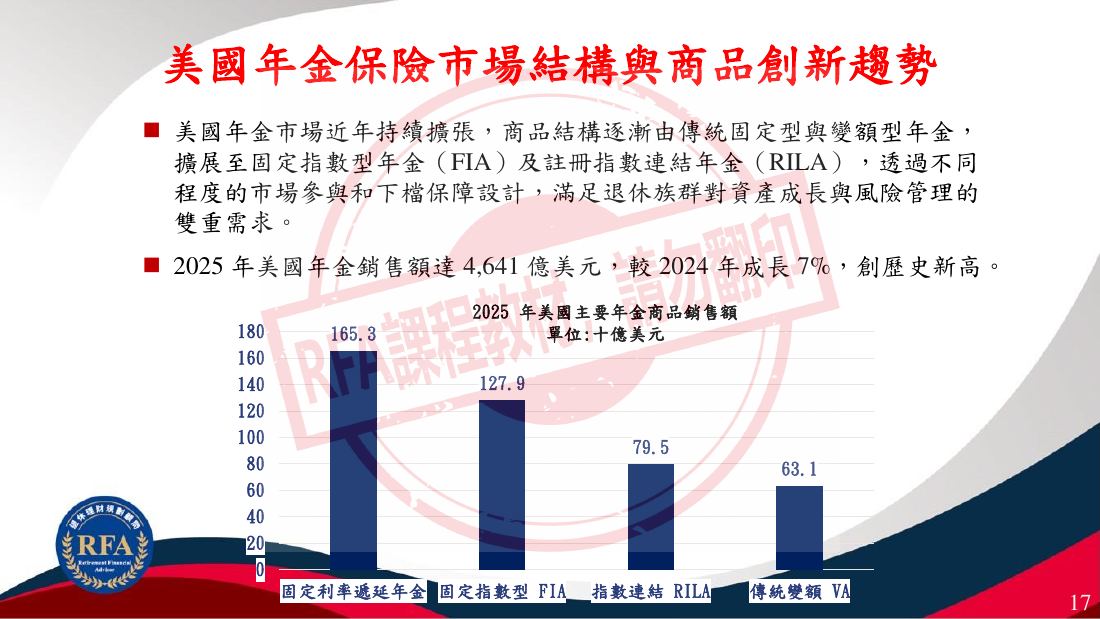 美國年金保險市場結構與商品創新趨勢
■ 美國年金市場近年持續擴張，商品結構逐漸由傳統固定型與變額型年金，
擴展至固定指數型年金（FIA）及註冊指數連結年金（RILA），透過不同
程度的市場參與和下檔保障設計，滿足退休族群對資產成長與風險管理的
雙重需求。
■ 2025 年美國年金銷售額達 4,641 億美元，較 2024 年成長 7%，創歷史新高。
RFA課程教材，請勿翻印
2025 年美國主要年金商品銷售額
單位:十億美元
180
160
140
120
100
80
60
40
20
0
165.3
127.9
79.5
63.1
固定利率遞延年金 固定指數型 FIA 指數連結 RILA 傳統變額 VA
退休理財規劃顧問
RFA
Retirement Financial
Advisor
17